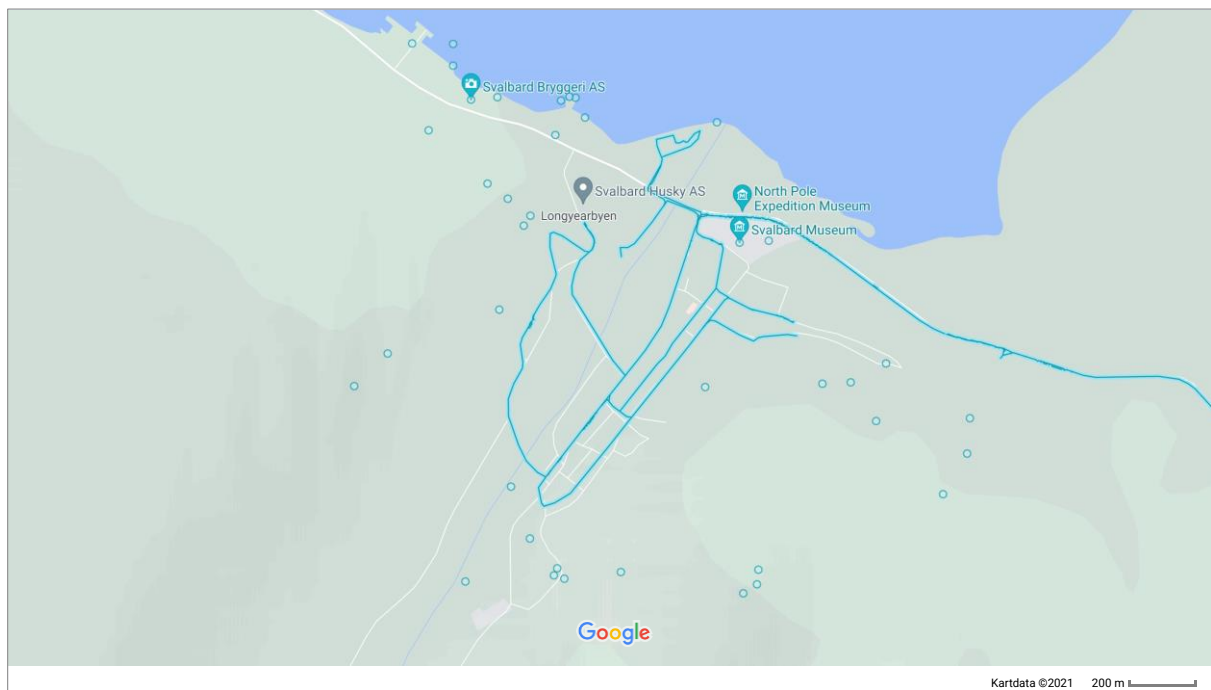 Svalbard Bryggeri AS
Svalbard Husky AS
North Pole
Expedition Museum
Longyearbyen
Svalbard Museum
Google
Kartdata ©2021 200 m